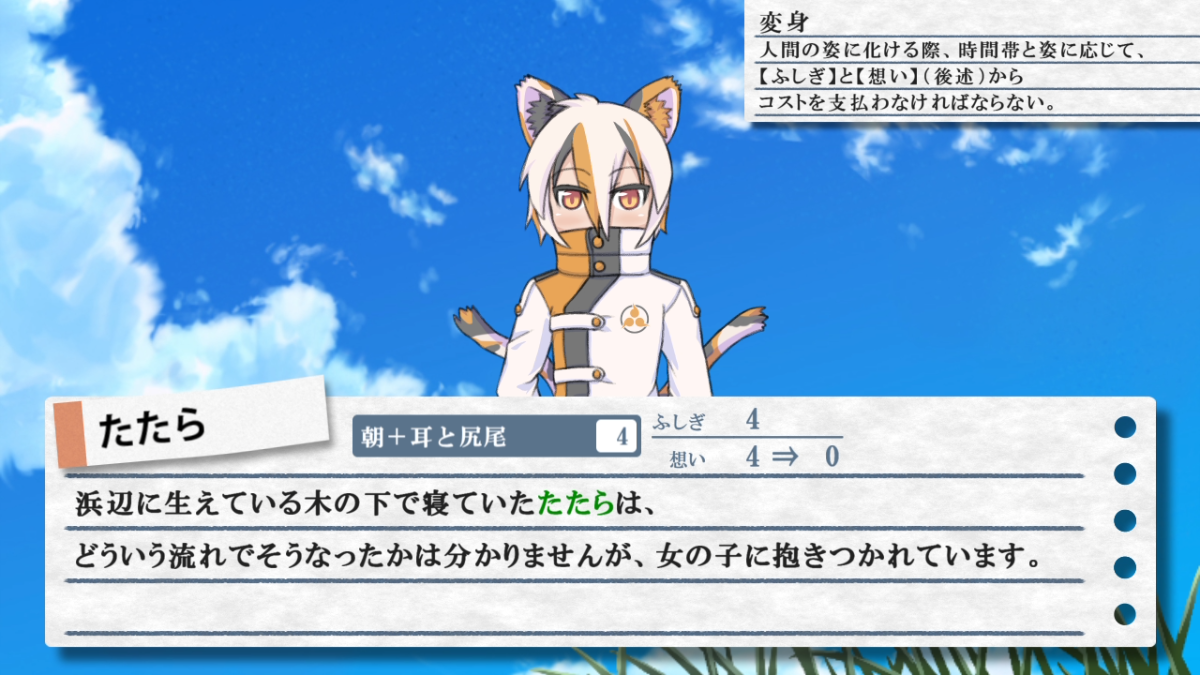 変身
人間の姿に化ける際、時間帯と姿に応じて、
【ふしぎ】と【想い】（後述）から
コストを支払わなければならない。
たたら
朝＋耳と尻尾 4
ふしぎ 4
想い 4 ⇒ 0
浜辺に生えている木の下で寝ていたたたらは、
どういう流れでそうなったかは分かりませんが、女の子に抱きつかれています。